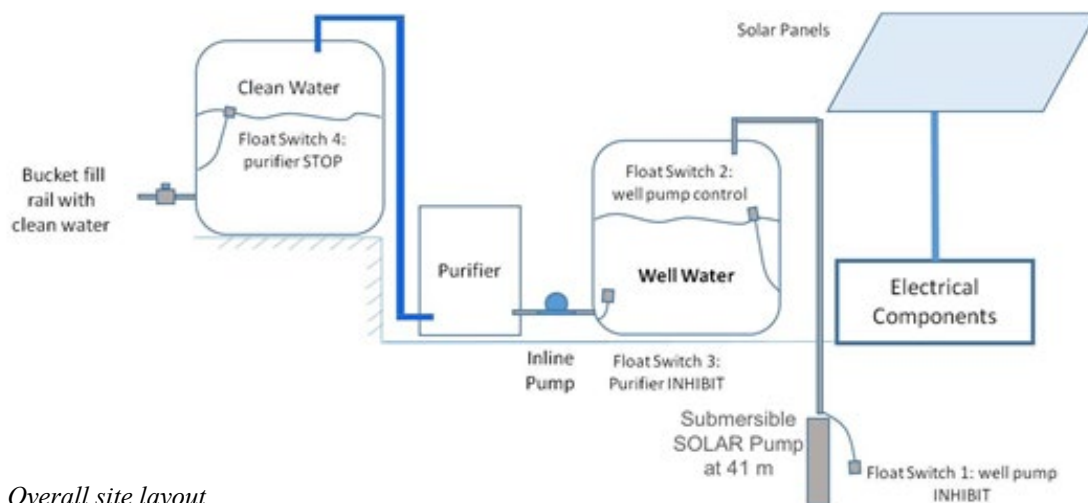 Solar Panels
Clean Water
Float Switch 4:
purifier STOP
Bucket fill
rail with
clean water
Float Switch 2:
well pump control
Purifier
Well Water
Electrical
Components
Inline
Pump
Float Switch 3:
Purifier INHIBIT
Submersible
SOLAR Pump
at 41 m
Float Switch 1: well pump
INHIBIT
Overall site layout